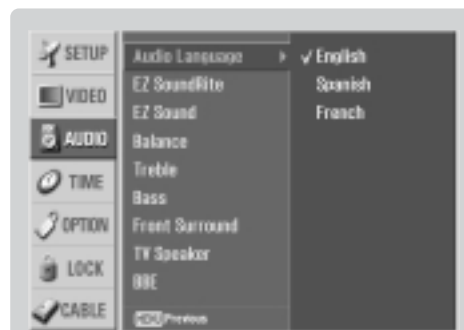 SETUP
VIDEO
AUDIO
TIME
OPTION
LOCK
CABLE
Audio Language
EZ SoundRite
EZ Sound
Balance
Treble
Bass
Front Surround
TV Speaker
BBE
MENU Previous
✓ English
Spanish
French